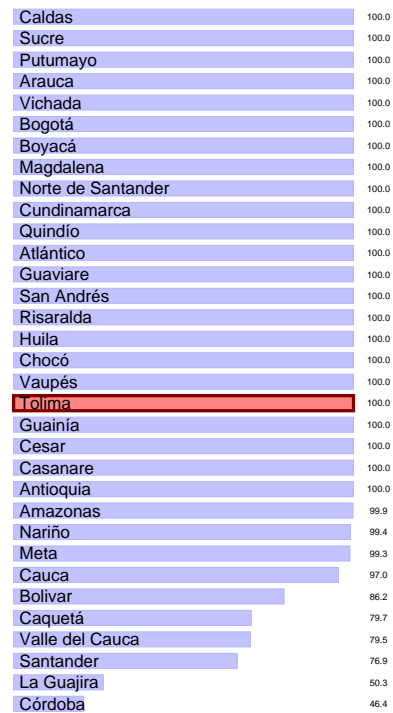 Caldas 100.0
Sucre 100.0
Putumayo 100.0
Arauca 100.0
Vichada 100.0
Bogotá 100.0
Boyacá 100.0
Magdalena 100.0
Norte de Santander 100.0
Cundinamarca 100.0
Quindío 100.0
Atlántico 100.0
Guaviare 100.0
San Andrés 100.0
Risaralda 100.0
Huila 100.0
Chocó 100.0
Vaupés 100.0
Tolima 100.0
Guainía 100.0
Cesar 100.0
Casanare 100.0
Antioquia 100.0
Amazonas 99.9
Nariño 99.4
Meta 99.3
Cauca 97.0
Bolivar 86.2
Caquetá 79.7
Valle del Cauca 79.5
Santander 76.9
La Guajira 50.3
Córdoba 46.4